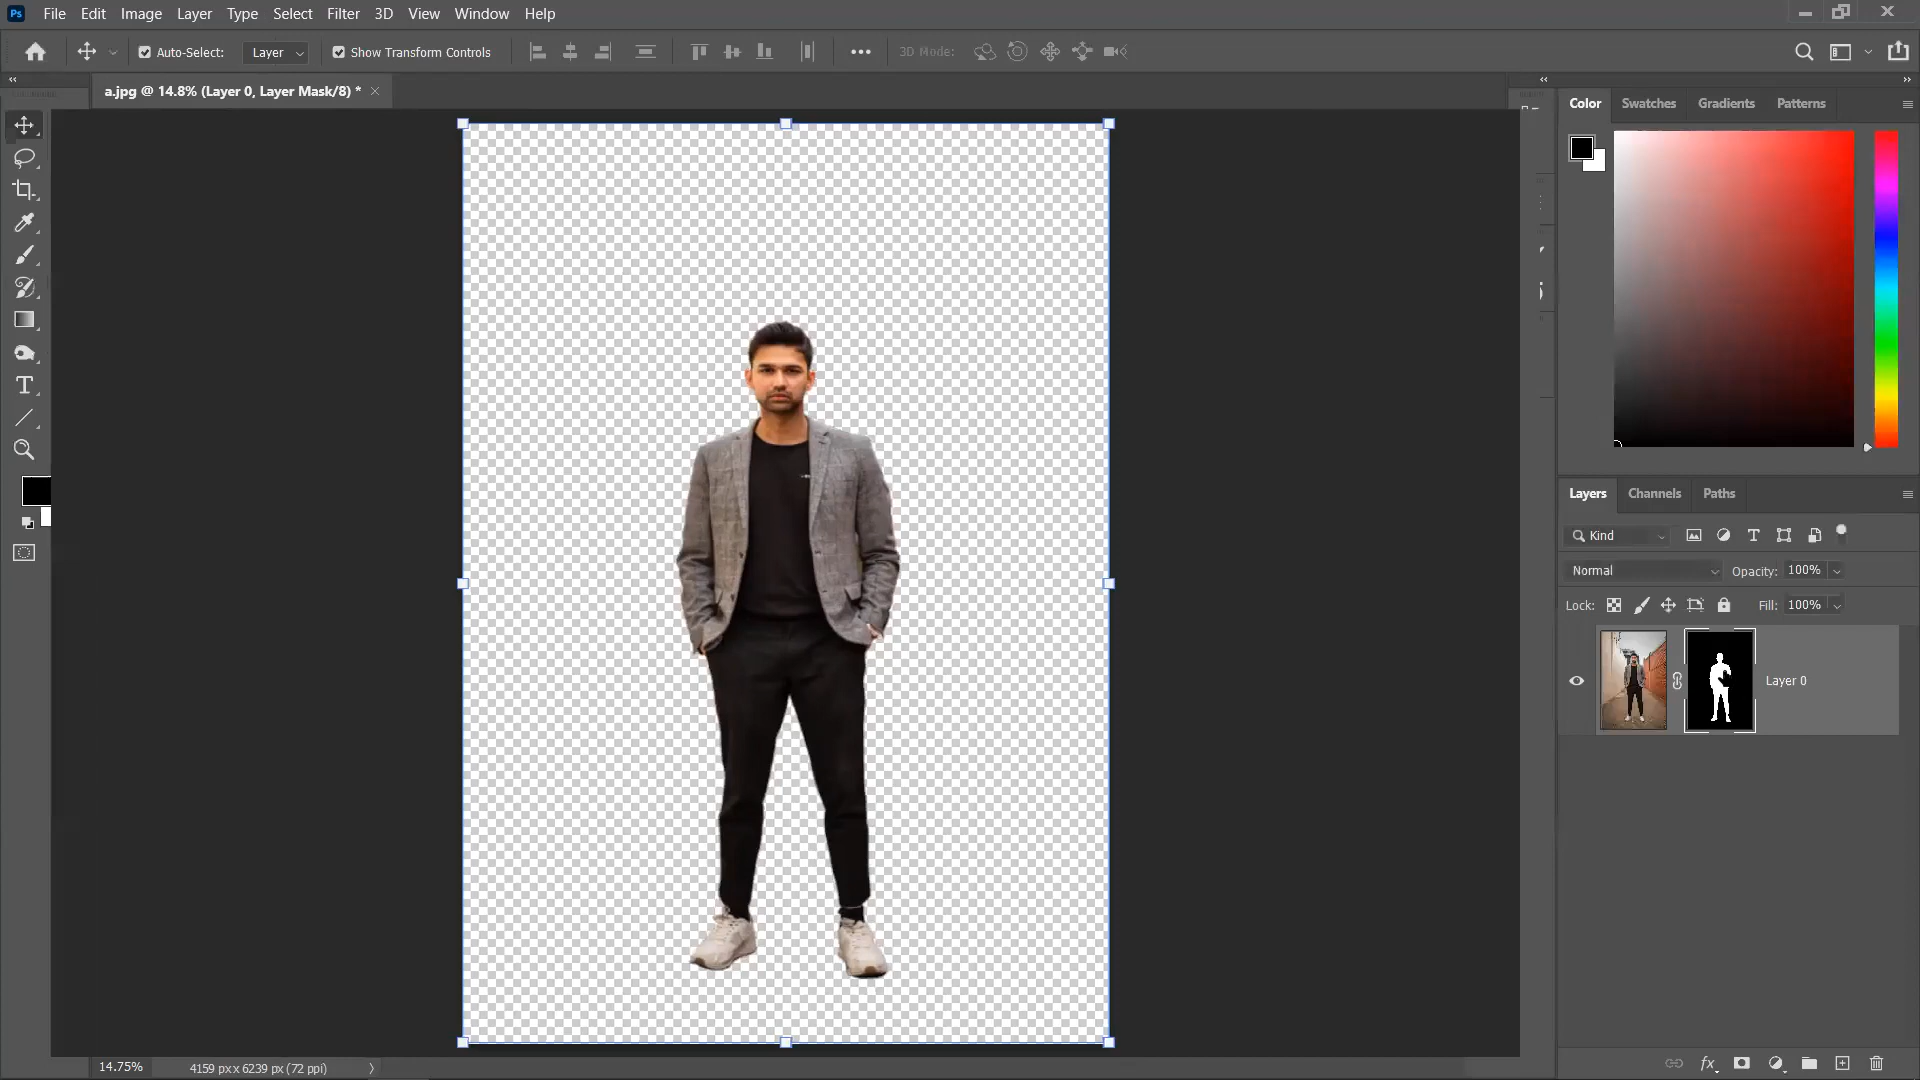 Ps File Edit Image Layer Type Select Filter 3D View Window Help
Auto-Select: Layer Show Transform Controls 3D Mode:
a.jpg @ 14.8% (Layer 0, Layer Mask/8) *
Color Swatches Gradients Patterns
Layers Channels Paths
Kind
Normal Opacity: 100%
Lock: Fill: 100%
Layer 0
14.75% 4159 px x 6239 px (72 ppi)